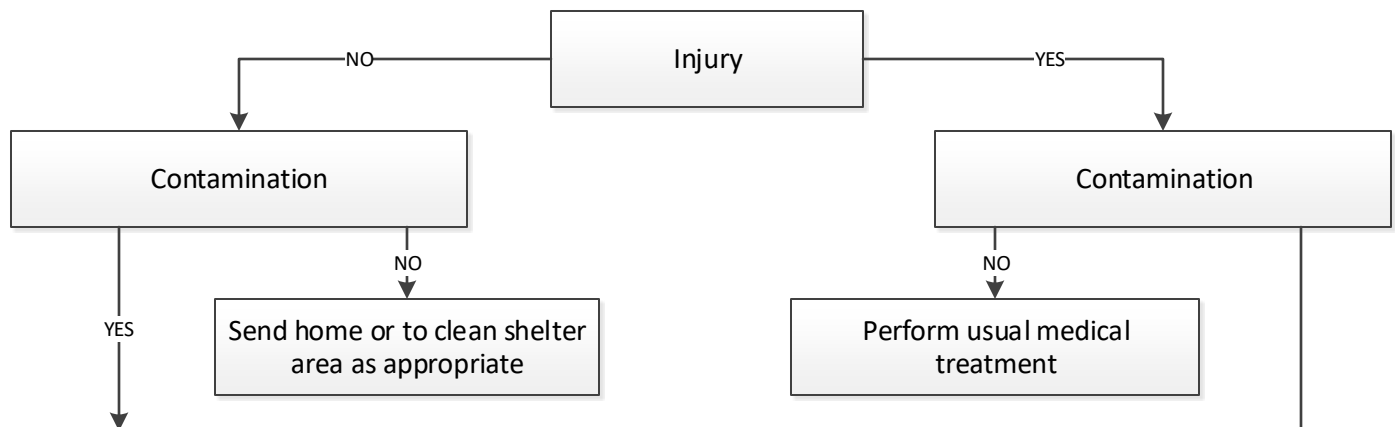 Injury
NO
YES
Contamination
Contamination
NO
NO
YES
Send home or to clean shelter
area as appropriate
Perform usual medical
treatment